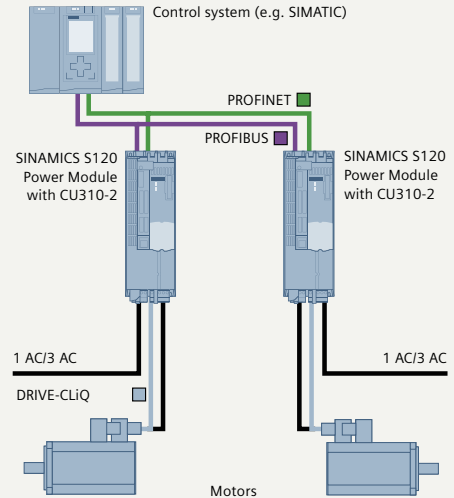 Control system (e.g. SIMATIC)
PROFINET
PROFIBUS
SINAMICS S120
Power Module
with CU310-2
SINAMICS S120
Power Module
with CU310-2
1 AC/3 AC
1 AC/3 AC
DRIVE-CLiQ
Motors